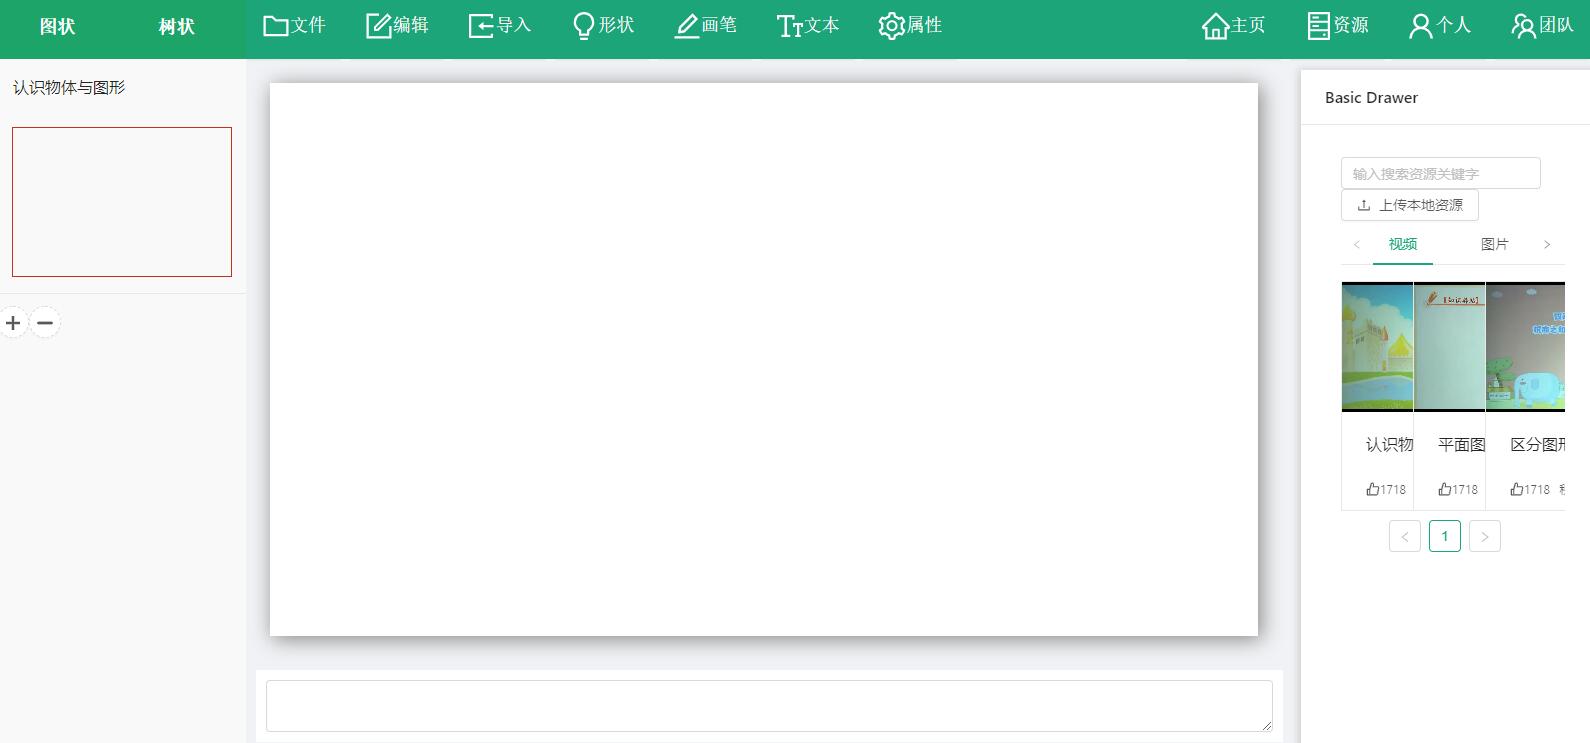 图状 树状 文件 编辑 导入 形状 画笔 文本 属性 主页 资源 个人 团队
认识物体与图形
Basic Drawer
输入搜索资源关键字
上传本地资源
< 视频 图片 >
认识物 平面图 区分图形
1718 1718 1718
< 1 >